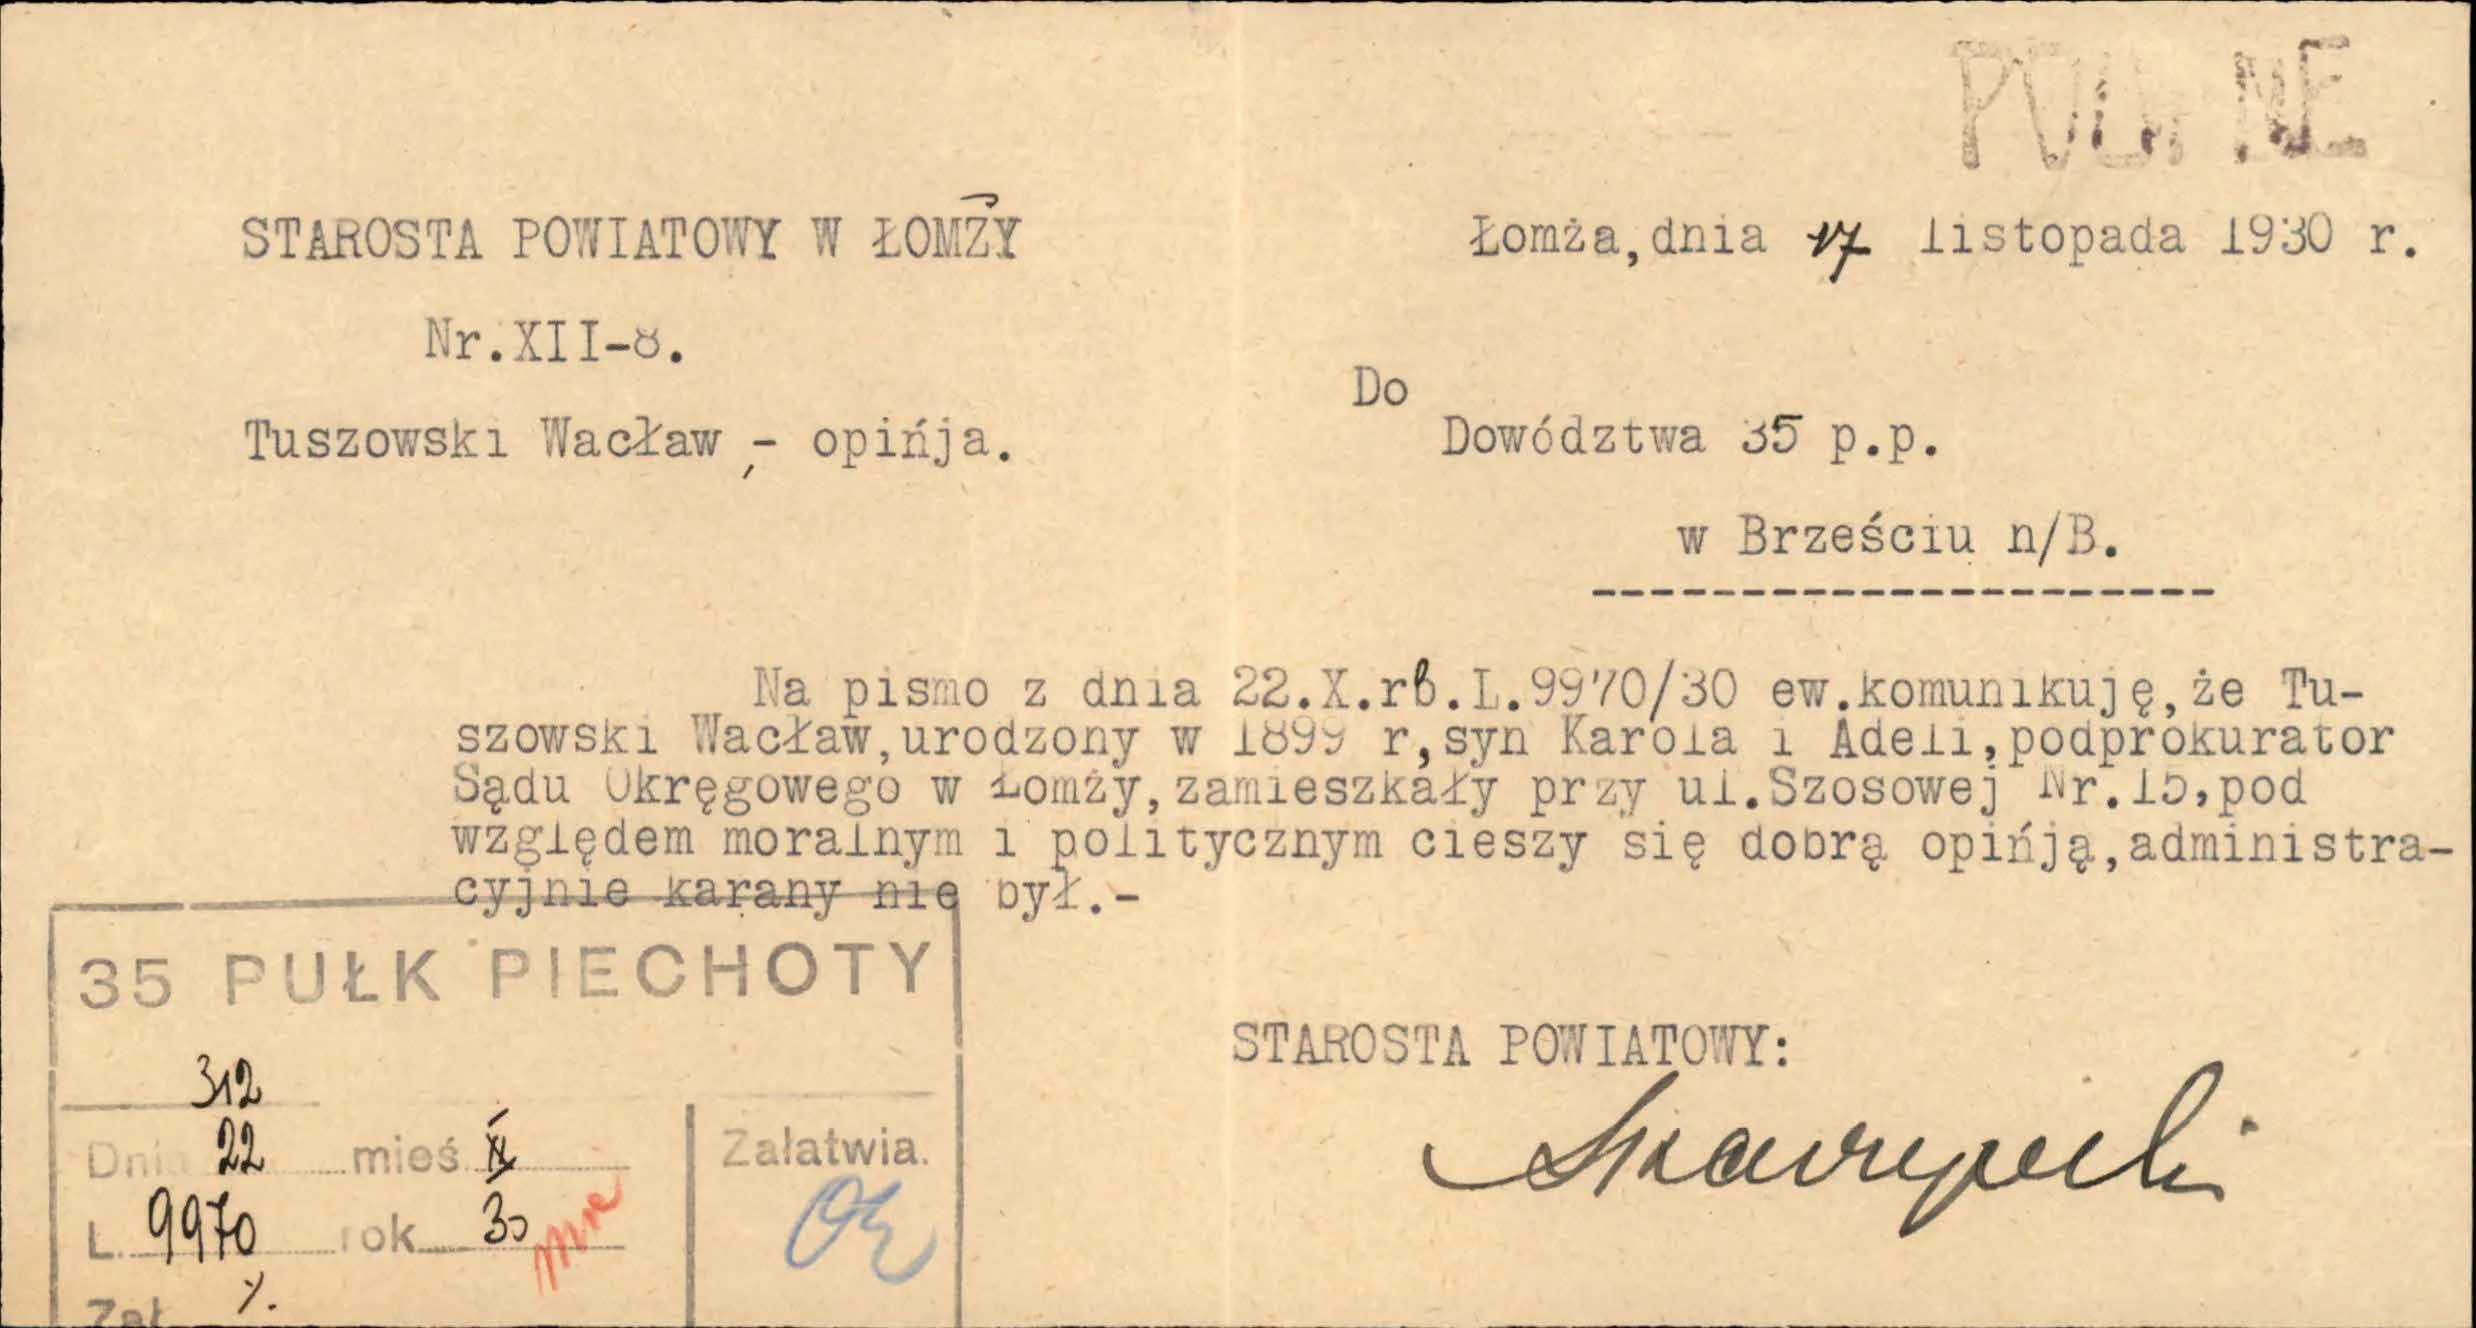 STAROSTA POWIATOWY W ŁOMŻY
Łomża,dnia 17 listopada 1930 r.
Nr.XII-8.
Tuszowski Wacław,- opińja.
Do
Dowództwa 35 p.p.
w Brześciu n/B.
Na pismo z dnia 22.X.rb.L.9970/30 ew.komunikuję,że Tu-
szowski Wacław,urodzony w 1899 r,syn Karola i Adeli,podprokurator
Sądu Okręgowego w Łomży,zamieszkały przy ul.Szosowej Nr.15,pod
względem moralnym i politycznym cieszy się dobrą opińją,administra-
cyjnie karany nie był.-
35 PUŁK PIECHOTY
312
Dnia 22 mieś XI
L. 9970 rok 30
Zał.
Załatwia.
STAROSTA POWIATOWY: